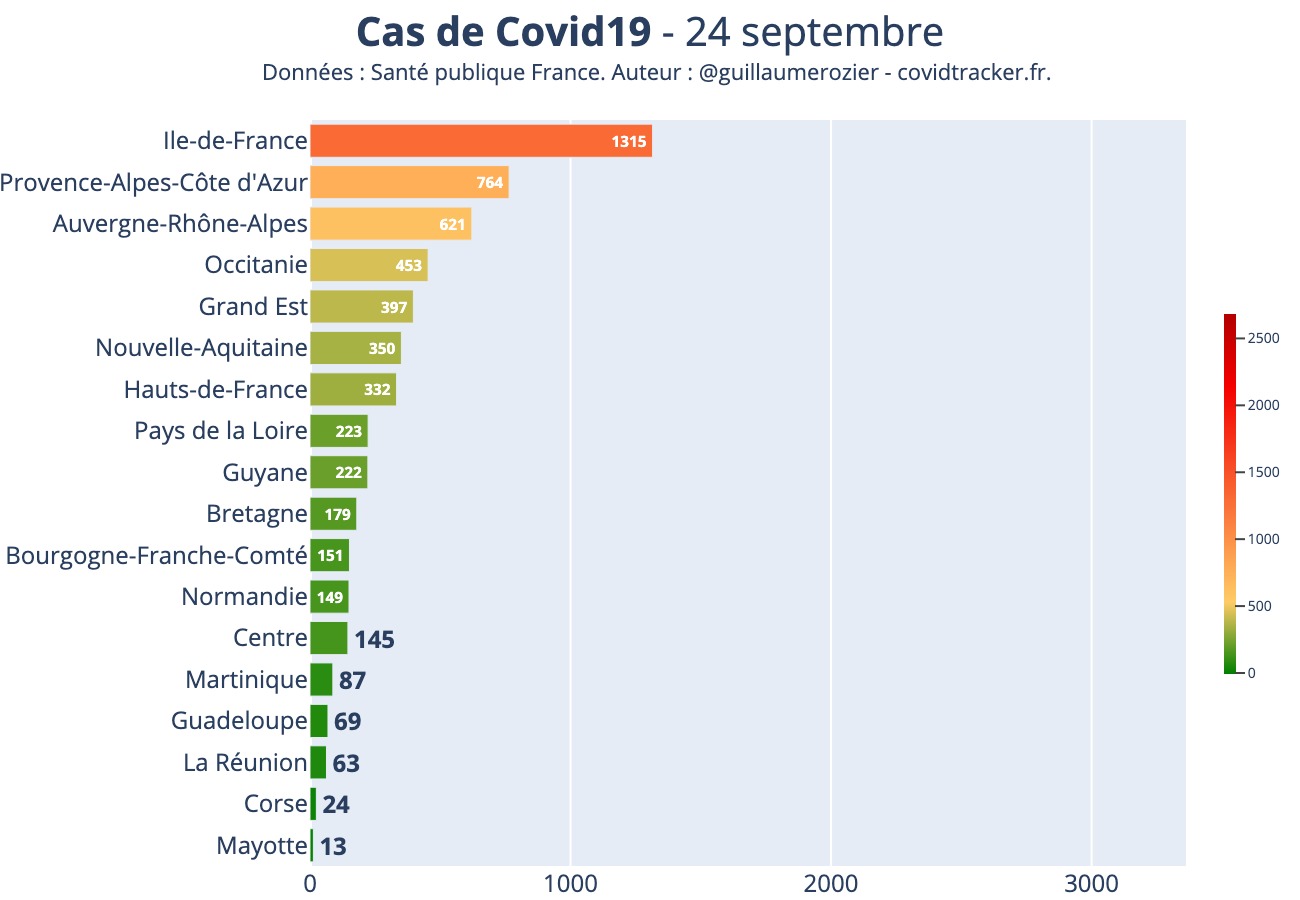 Cas de Covid19 - 24 septembre
Données : Santé publique France. Auteur : @guillaumerozier - covidtracker.fr.
Ile-de-France 1315
Provence-Alpes-Côte d'Azur 764
Auvergne-Rhône-Alpes 621
Occitanie 453
Grand Est 397
Nouvelle-Aquitaine 350
Hauts-de-France 332
Pays de la Loire 223
Guyane 222
Bretagne 179
Bourgogne-Franche-Comté 151
Normandie 149
Centre 145
Martinique 87
Guadeloupe 69
La Réunion 63
Corse 24
Mayotte 13
0 1000 2000 3000
2500
2000
1500
1000
500
0